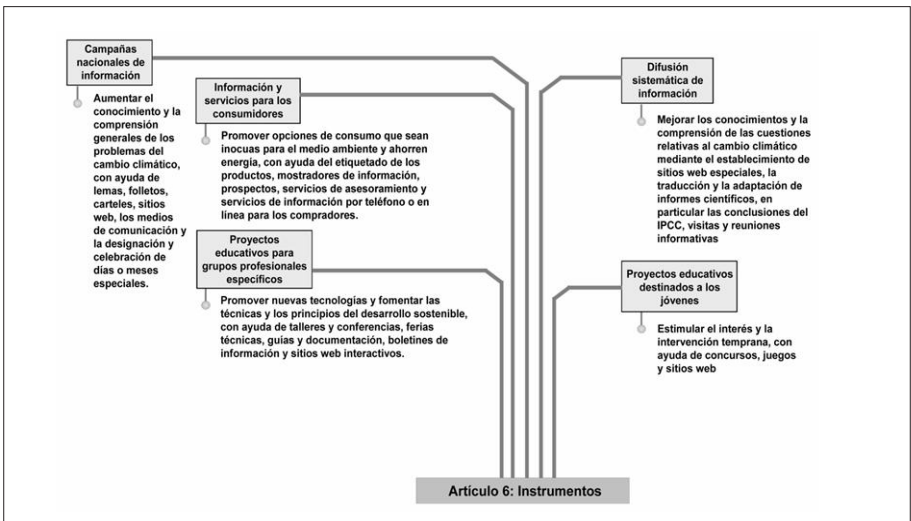 Campañas
nacionales de
información
Aumentar el
conocimiento y la
comprensión
generales de los
problemas del
cambio climático,
con ayuda de
lemas, folletos,
carteles, sitios
web, los medios
de comunicación y
la designación y
celebración de
días o meses
especiales.
Información y
servicios para los
consumidores
Promover opciones de consumo que sean
inocuas para el medio ambiente y ahorren
energía, con ayuda del etiquetado de los
productos, mostradores de información,
prospectos, servicios de asesoramiento y
servicios de información por teléfono o en
línea para los compradores.
Proyectos
educativos para
grupos profesionales
específicos
Promover nuevas tecnologías y fomentar las
técnicas y los principios del desarrollo sostenible,
con ayuda de talleres y conferencias, ferias
técnicas, guías y documentación, boletines de
información y sitios web interactivos.
Difusión
sistemática de
información
Mejorar los conocimientos y la
comprensión de las cuestiones
relativas al cambio climático
mediante el establecimiento de
sitios web especiales, la
traducción y la adaptación de
informes científicos, en
particular las conclusiones del
IPCC, visitas y reuniones
informativas
Proyectos educativos
destinados a los
jóvenes
Estimular el interés y la
intervención temprana, con
ayuda de concursos, juegos
y sitios web
Artículo 6: Instrumentos